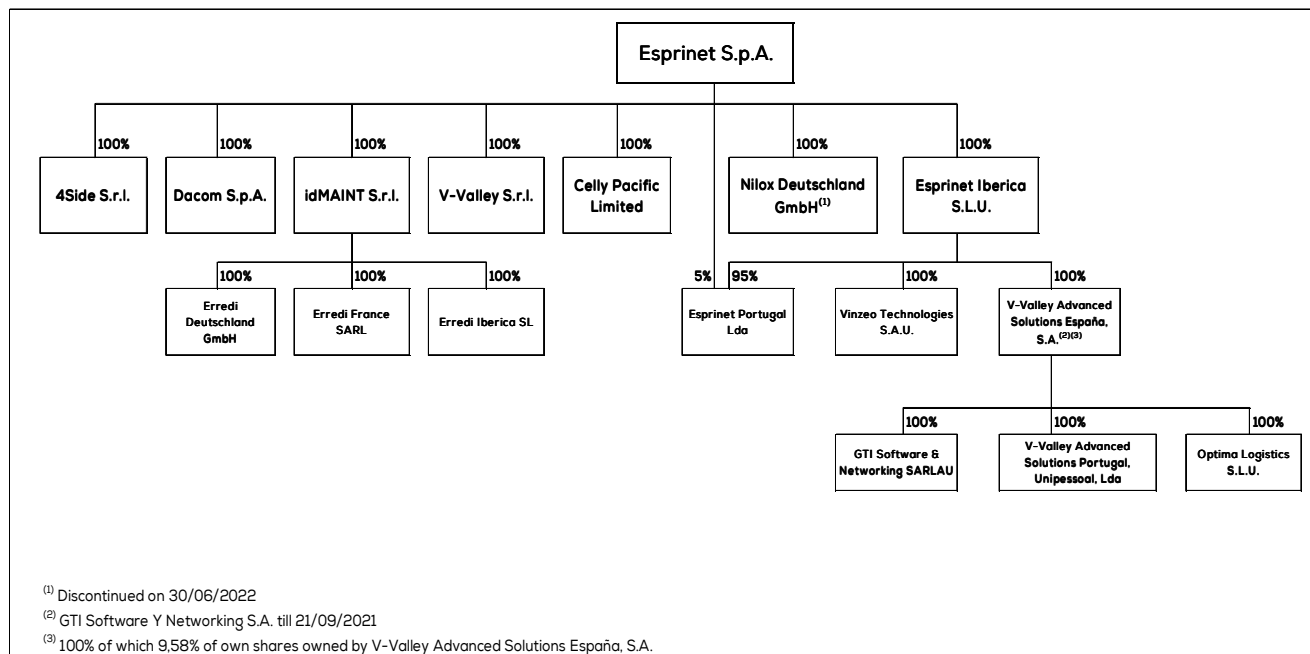 Esprinet S.p.A.
100%
100%
100%
100%
100%
100%
100%
4Side S.r.l.
Dacom S.p.A.
idMAINT S.r.l.
V-Valley S.r.l.
Celly Pacific
Limited
Nilox Deutschland
GmbH(1)
Esprinet Iberica
S.L.U.
100%
100%
100%
5%
95%
100%
100%
Erredi
Deutschland
GmbH
Erredi France
SARL
Erredi Iberica SL
Esprinet Portugal
Lda
Vinzeo Technologies
S.A.U.
V-Valley Advanced
Solutions España,
S.A.(2)(3)
100%
100%
100%
GTI Software &
Networking SARLAU
V-Valley Advanced
Solutions Portugal,
Unipessoal, Lda
Optima Logistics
S.L.U.
(1) Discontinued on 30/06/2022
(2) GTI Software Y Networking S.A. till 21/09/2021
(3) 100% of which 9,58% of own shares owned by V-Valley Advanced Solutions España, S.A.